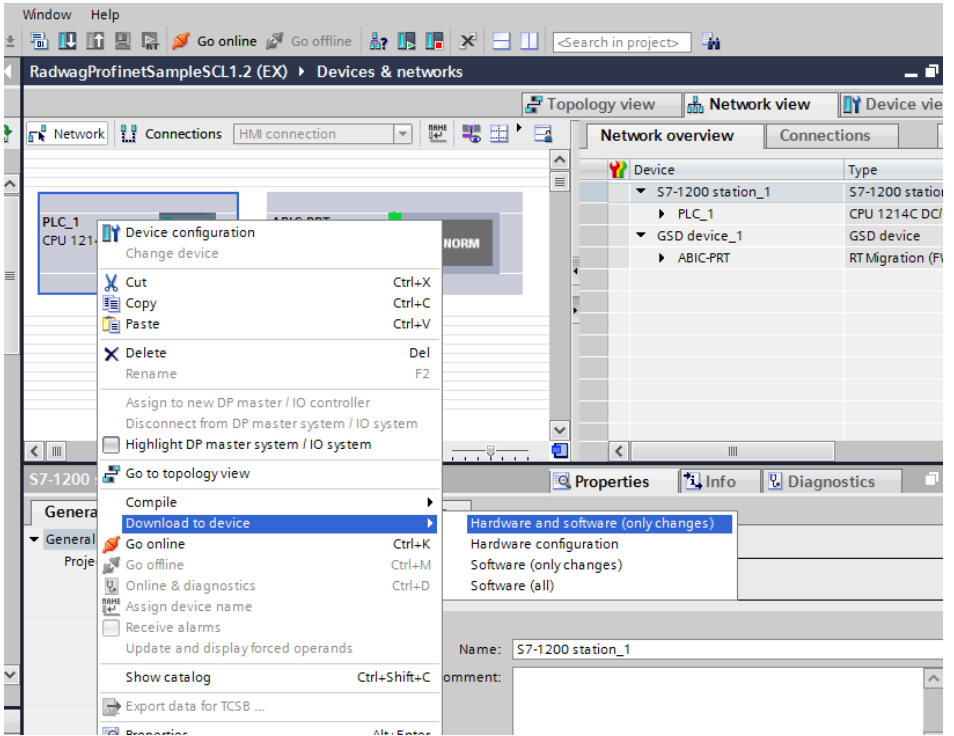 Window Help
Go online Go offline <Search in project>
RadwagProfinetSampleSCL1.2 (EX) ▸ Devices & networks
Topology view Network view Device vie
Network Connections HMI connection
Network overview Connections
Device Type
S7-1200 station_1 S7-1200 statio
PLC_1 CPU 1214C DC/
GSD device_1 GSD device
ABIC-PRT RT Migration (F
PLC_1
CPU 121
NORM
Device configuration
Change device
Cut Ctrl+X
Copy Ctrl+C
Paste Ctrl+V
Delete Del
Rename F2
Assign to new DP master / IO controller
Disconnect from DP master system / IO system
Highlight DP master system / IO system
Go to topology view
Compile
Download to device
Go online Ctrl+K
Go offline Ctrl+M
Online & diagnostics Ctrl+D
Assign device name
Receive alarms
Update and display forced operands
Show catalog Ctrl+Shift+C
Export data for TCSB ...
Properties Alt+Enter
Hardware and software (only changes)
Hardware configuration
Software (only changes)
Software (all)
S7-1200
Properties Info Diagnostics
Genera
General
Proje
Name: S7-1200 station_1
omment: